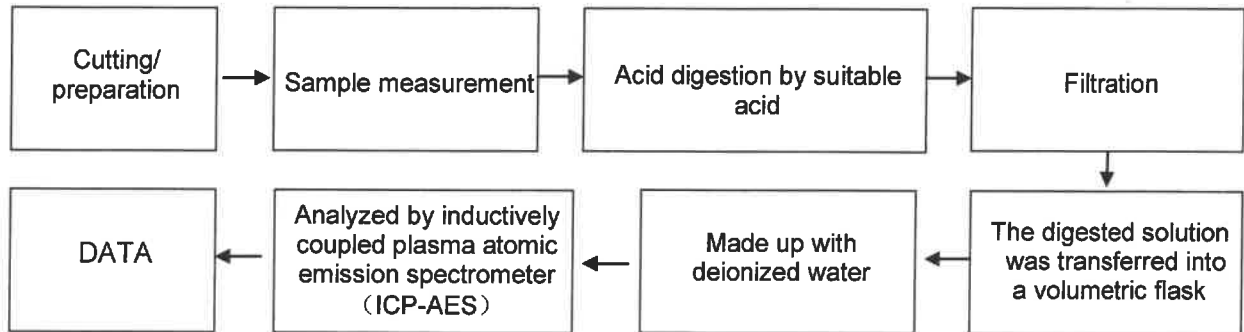 Cutting/
preparation
Sample measurement
Acid digestion by suitable
acid
Filtration
The digested solution
was transferred into
a volumetric flask
Made up with
deionized water
Analyzed by inductively
coupled plasma atomic
emission spectrometer
（ICP-AES）
DATA